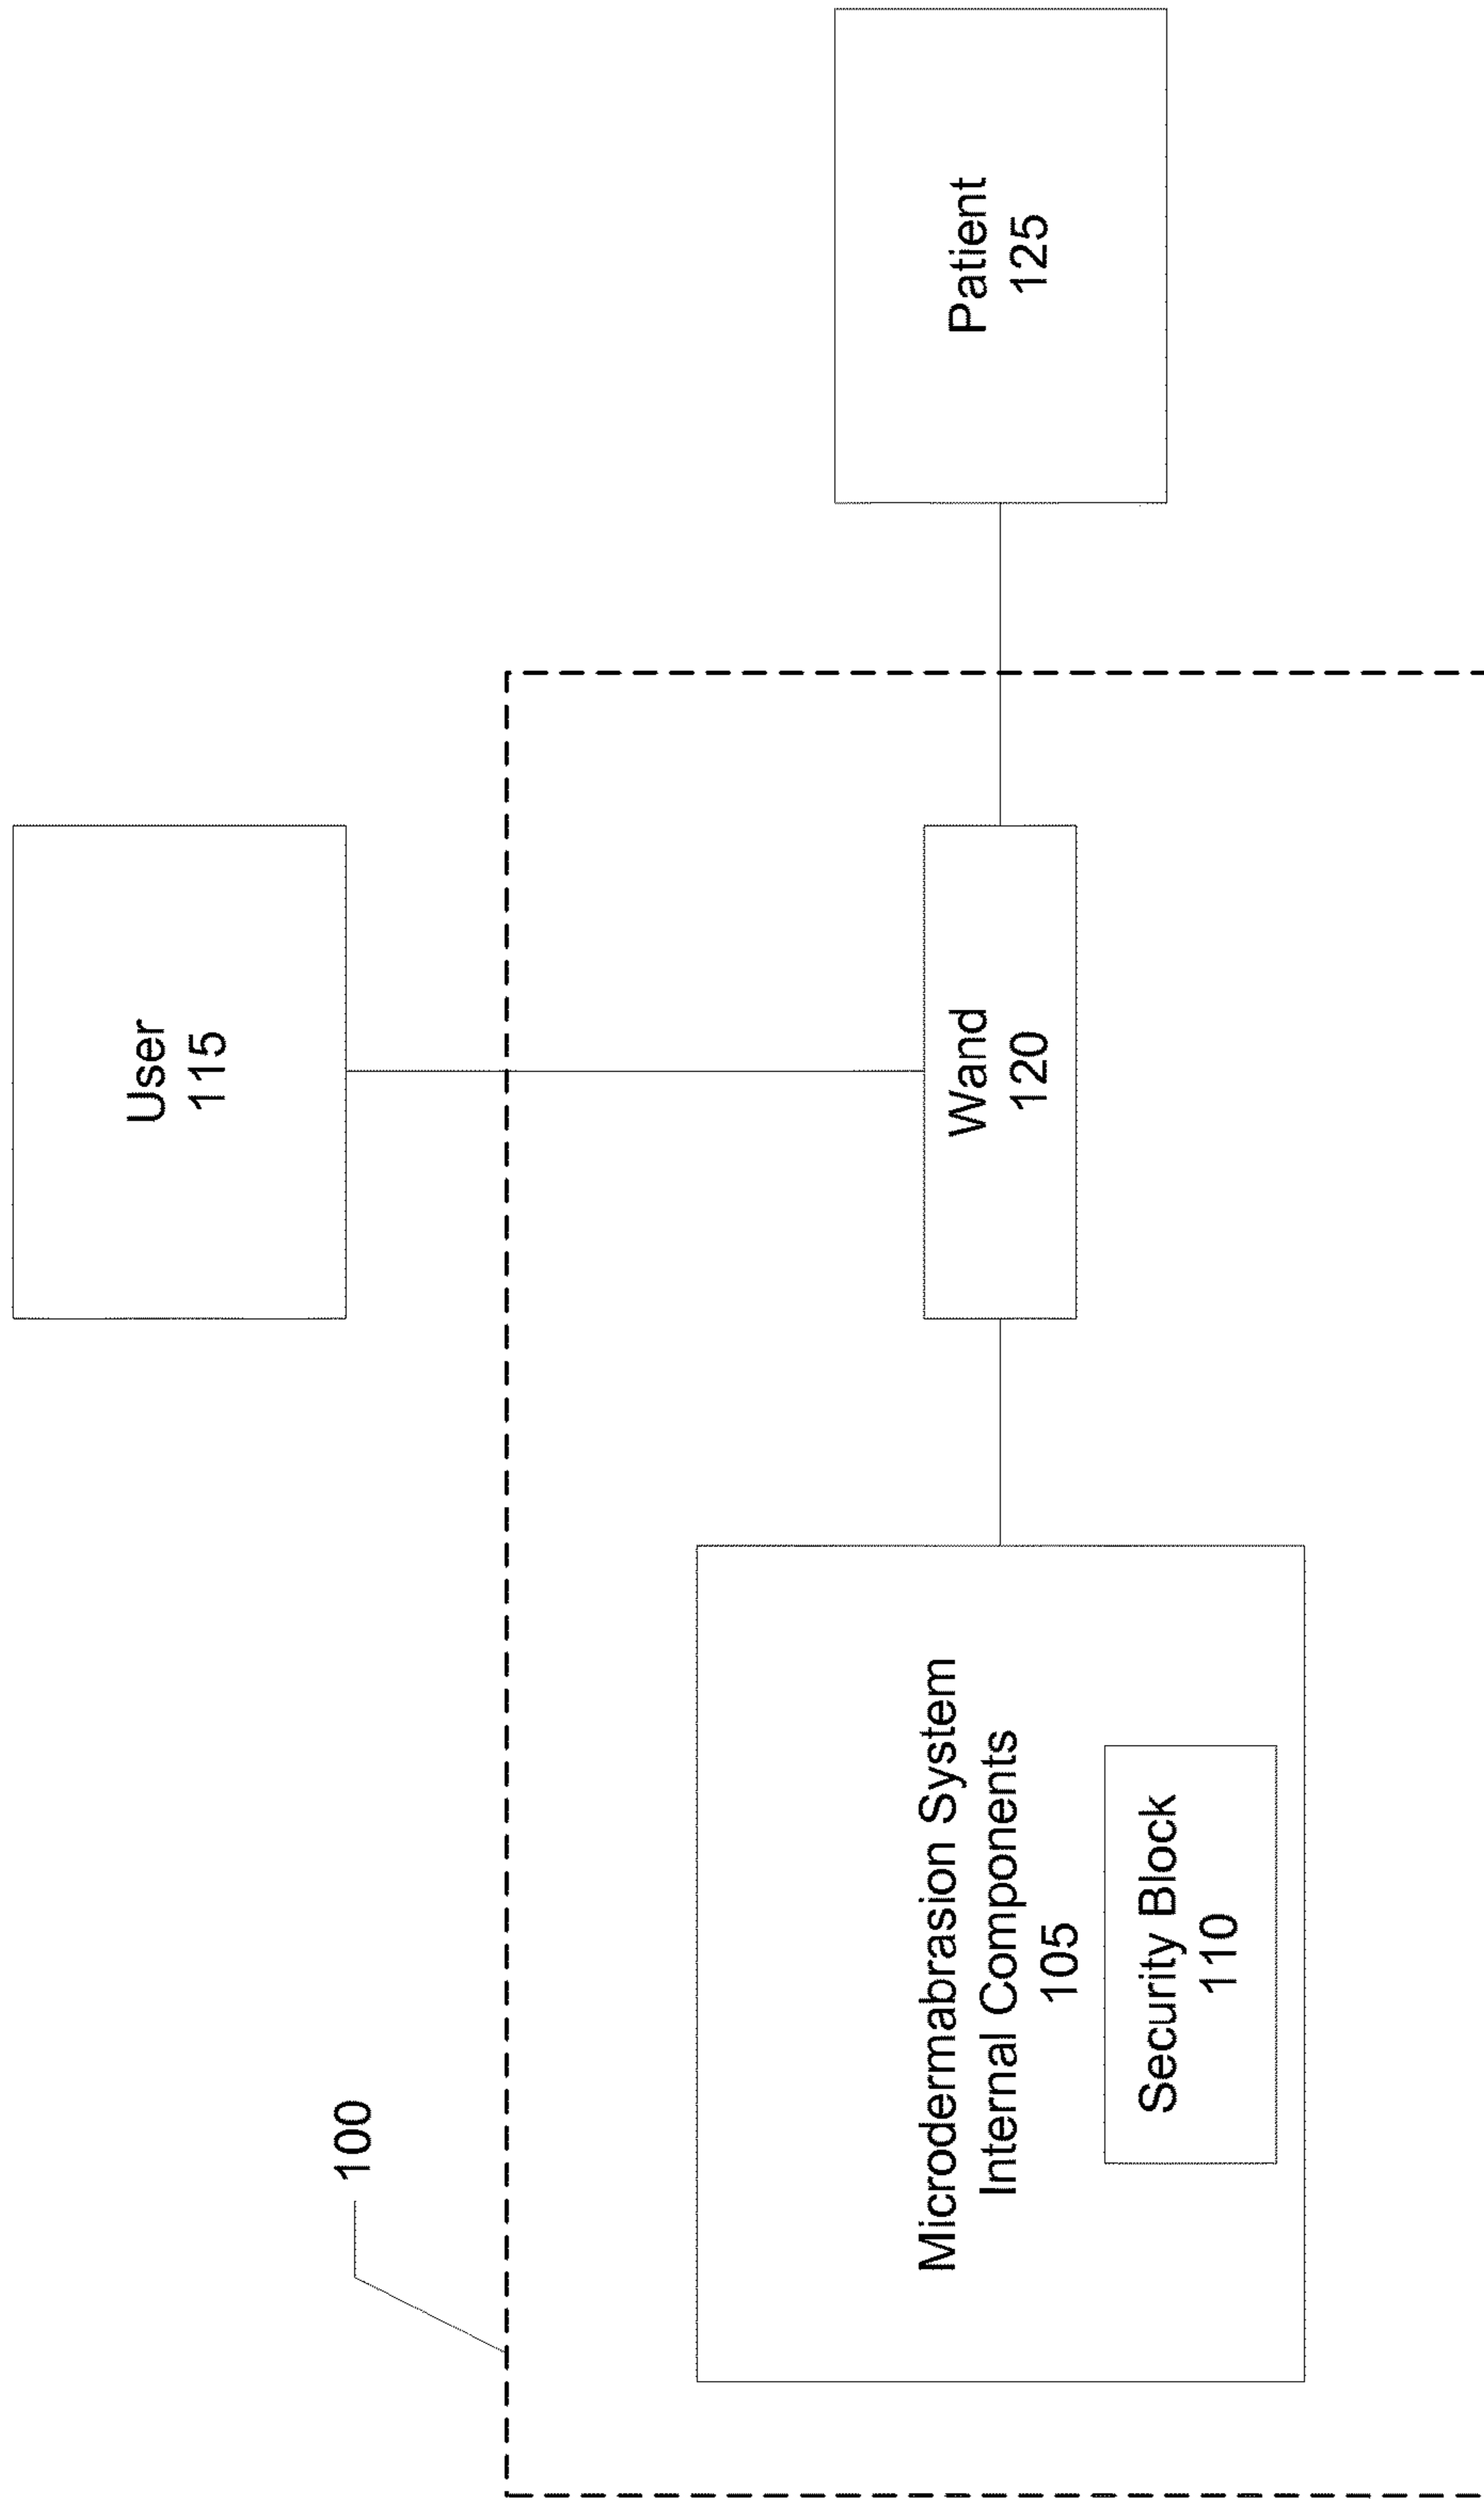 User
115
100
Microdermabrasion System
Internal Components
105
Security Block
110
Wand
120
Patient
125